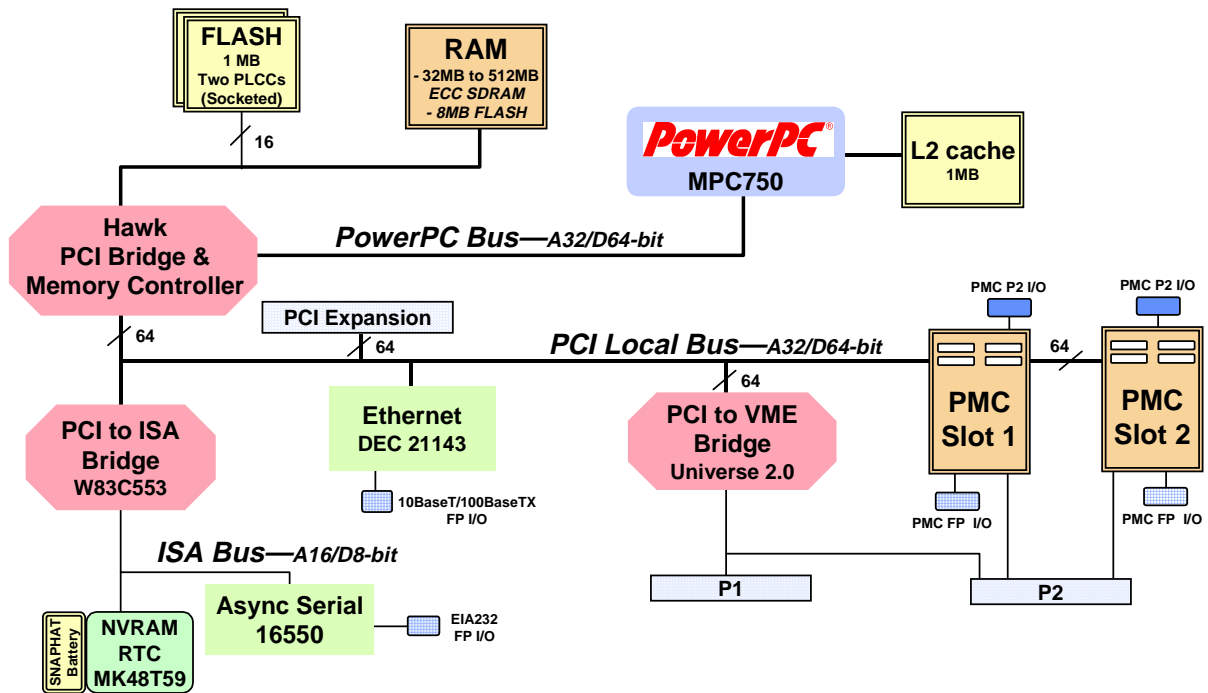 FLASH
1 MB
Two PLCCs
(Socketed)
16
RAM
- 32MB to 512MB
ECC SDRAM
- 8MB FLASH
PowerPC®
MPC750
L2 cache
1MB
Hawk
PCI Bridge &
Memory Controller
PowerPC Bus—A32/D64-bit
64
PCI Expansion
64
PCI Local Bus—A32/D64-bit
64
PMC P2 I/O
PMC P2 I/O
64
PMC
Slot 1
PMC
Slot 2
PMC FP I/O
PMC FP I/O
PCI to ISA
Bridge
W83C553
Ethernet
DEC 21143
10BaseT/100BaseTX
FP I/O
PCI to VME
Bridge
Universe 2.0
ISA Bus—A16/D8-bit
P1
P2
SNAPHAT
Battery
NVRAM
RTC
MK48T59
Async Serial
16550
EIA232
FP I/O